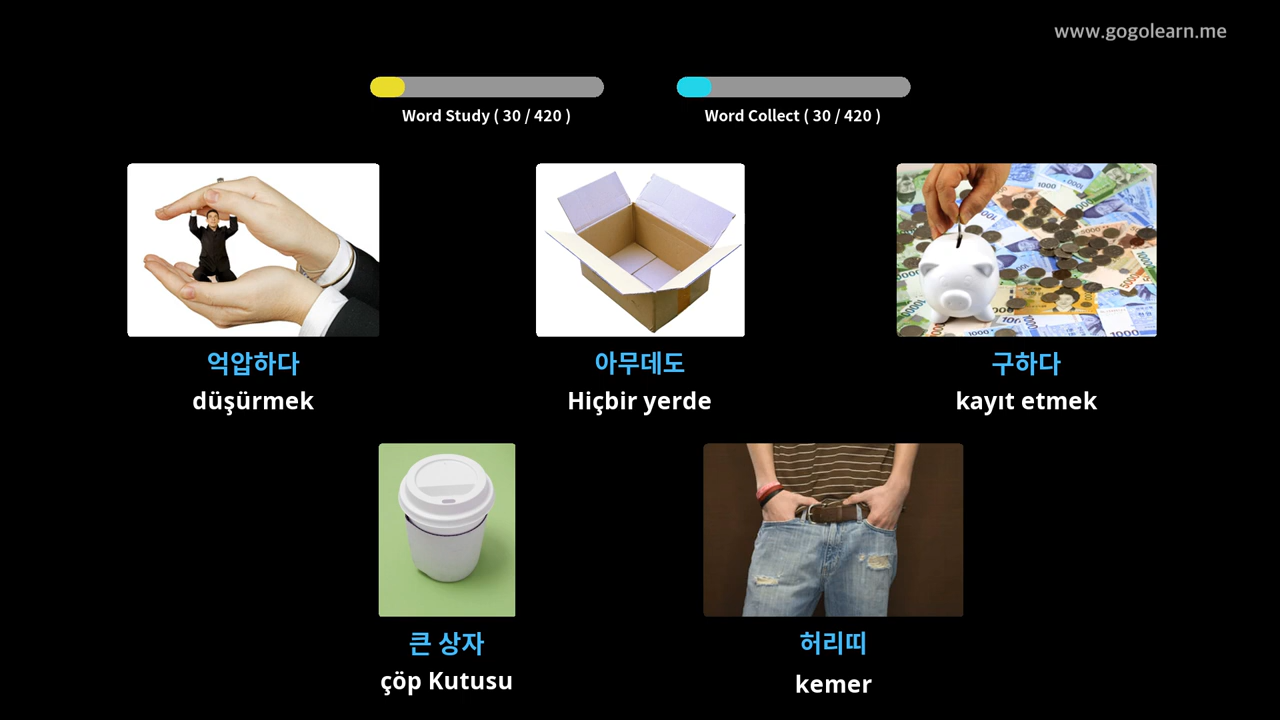 www.gogolearn.me
Word Study ( 30 / 420 )
Word Collect ( 30 / 420 )
억압하다
düşürmek
아무데도
Hiçbir yerde
구하다
kayıt etmek
큰 상자
çöp Kutusu
허리띠
kemer